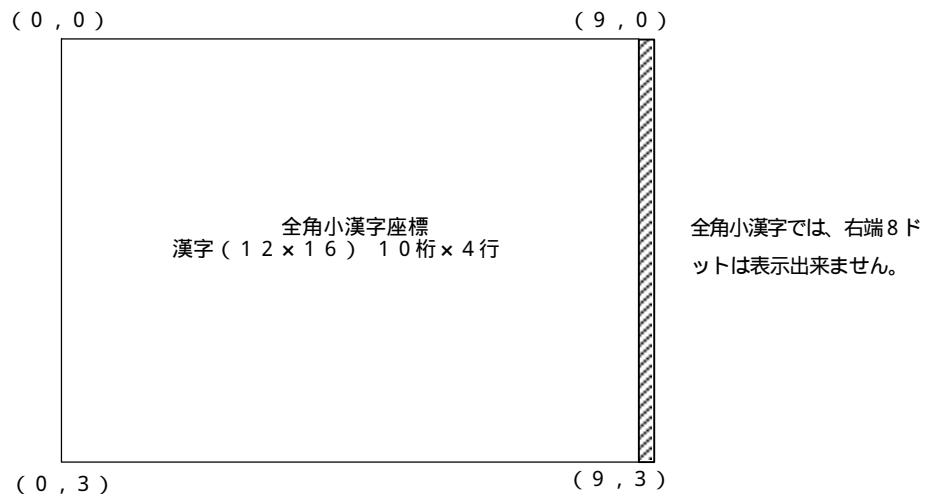 (0,0)
(9,0)
全角小漢字座標
漢字(12×16) 10桁×4行
全角小漢字では、右端8ド
ットは表示出来ません。
(0,3)
(9,3)